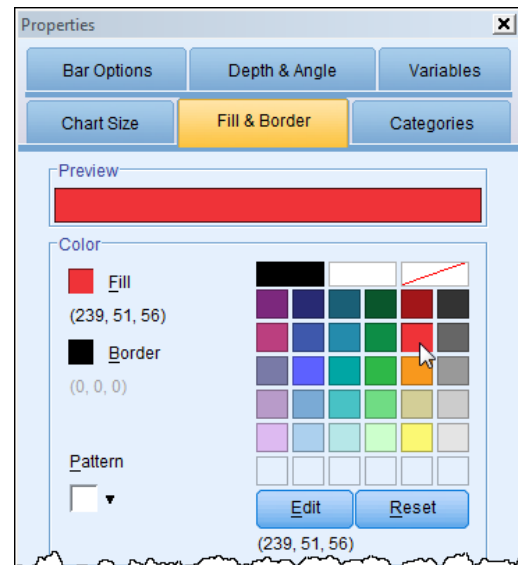 Properties
Bar Options Depth & Angle Variables
Chart Size Fill & Border Categories
Preview
Color
Fill
(239, 51, 56)
Border
(0, 0, 0)
Pattern
Edit Reset
(239, 51, 56)